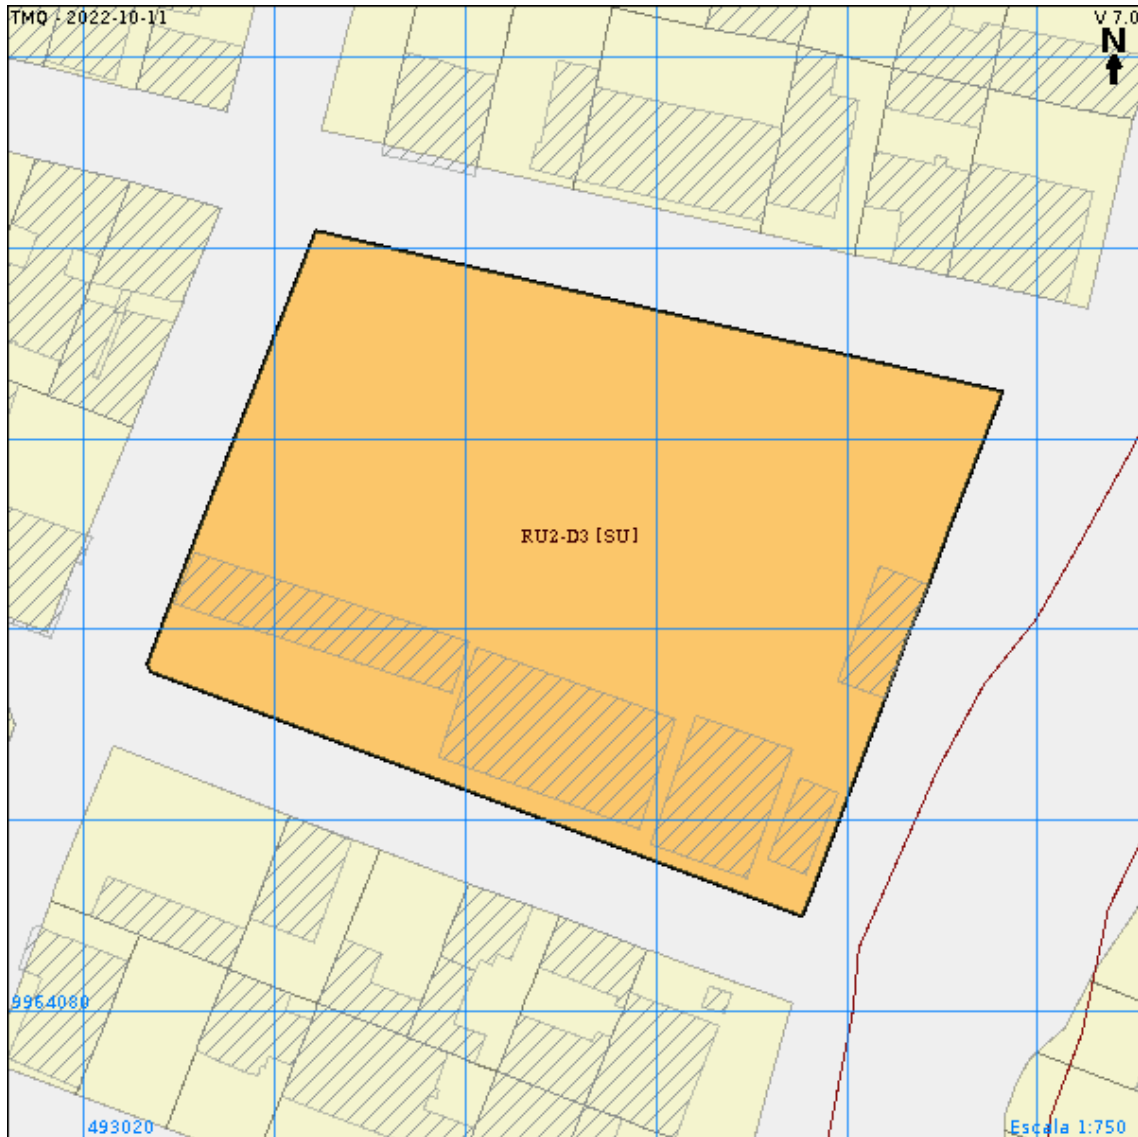 TMQ - 2022-10-11
V 7.0
N
RU2-D3 [SU]
9964080
493020
Escala 1:750